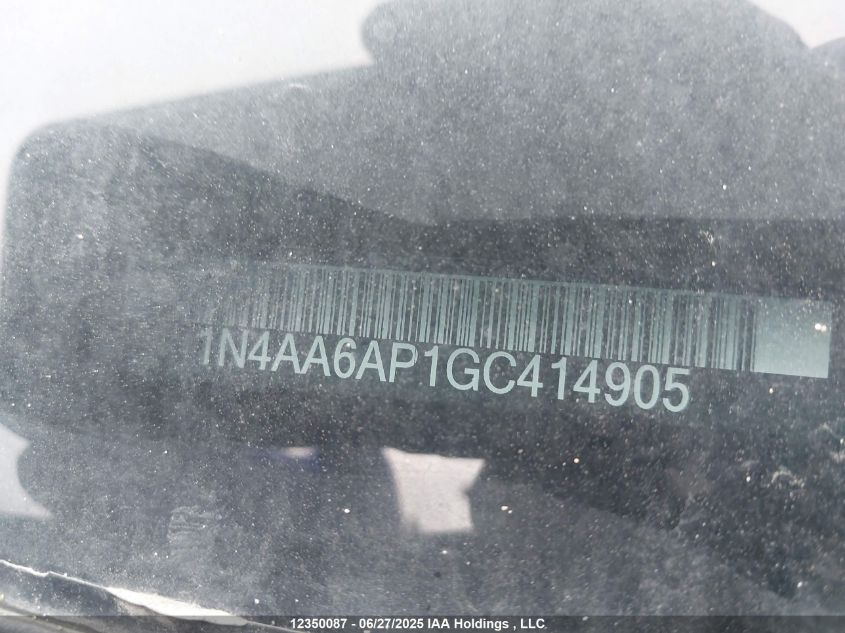 1N4AA6AP1GC414905
12350087 - 06/27/2025 IAA Holdings , LLC.